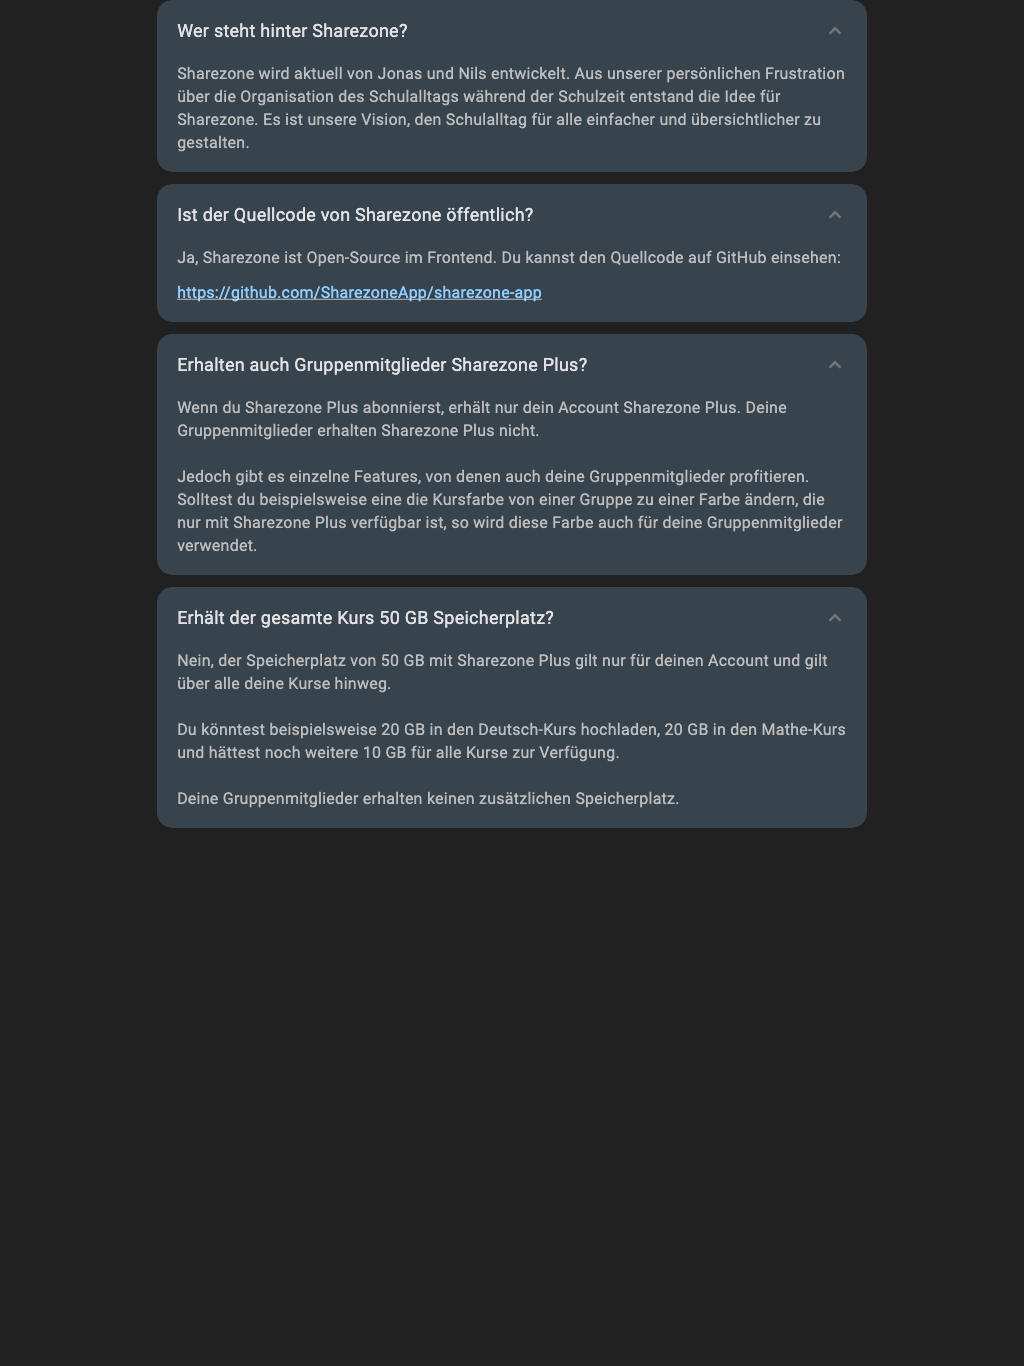 Wer steht hinter Sharezone?
Sharezone wird aktuell von Jonas und Nils entwickelt. Aus unserer persönlichen Frustration
über die Organisation des Schulalltags während der Schulzeit entstand die Idee für
Sharezone. Es ist unsere Vision, den Schulalltag für alle einfacher und übersichtlicher zu
gestalten.
Ist der Quellcode von Sharezone öffentlich?
Ja, Sharezone ist Open-Source im Frontend. Du kannst den Quellcode auf GitHub einsehen:
https://github.com/SharezoneApp/sharezone-app
Erhalten auch Gruppenmitglieder Sharezone Plus?
Wenn du Sharezone Plus abonnierst, erhält nur dein Account Sharezone Plus. Deine
Gruppenmitglieder erhalten Sharezone Plus nicht.
Jedoch gibt es einzelne Features, von denen auch deine Gruppenmitglieder profitieren.
Solltest du beispielsweise eine die Kursfarbe von einer Gruppe zu einer Farbe ändern, die
nur mit Sharezone Plus verfügbar ist, so wird diese Farbe auch für deine Gruppenmitglieder
verwendet.
Erhält der gesamte Kurs 50 GB Speicherplatz?
Nein, der Speicherplatz von 50 GB mit Sharezone Plus gilt nur für deinen Account und gilt
über alle deine Kurse hinweg.
Du könntest beispielsweise 20 GB in den Deutsch-Kurs hochladen, 20 GB in den Mathe-Kurs
und hättest noch weitere 10 GB für alle Kurse zur Verfügung.
Deine Gruppenmitglieder erhalten keinen zusätzlichen Speicherplatz.